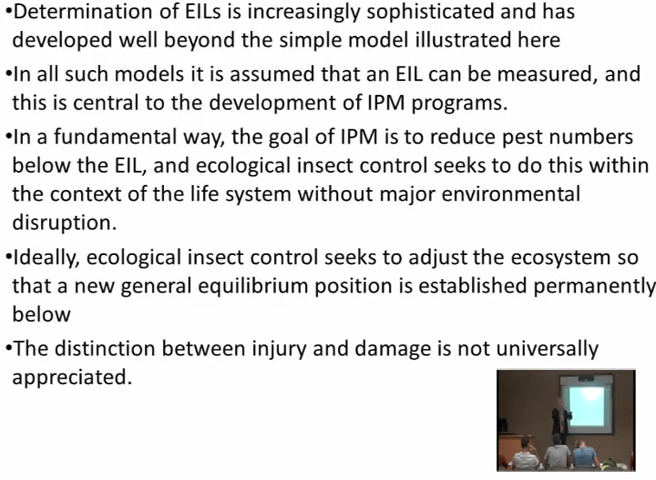 •Determination of EILs is increasingly sophisticated and has
developed well beyond the simple model illustrated here
•In all such models it is assumed that an EIL can be measured, and
this is central to the development of IPM programs.
•In a fundamental way, the goal of IPM is to reduce pest numbers
below the EIL, and ecological insect control seeks to do this within
the context of the life system without major environmental
disruption.
•Ideally, ecological insect control seeks to adjust the ecosystem so
that a new general equilibrium position is established permanently
below
•The distinction between injury and damage is not universally
appreciated.